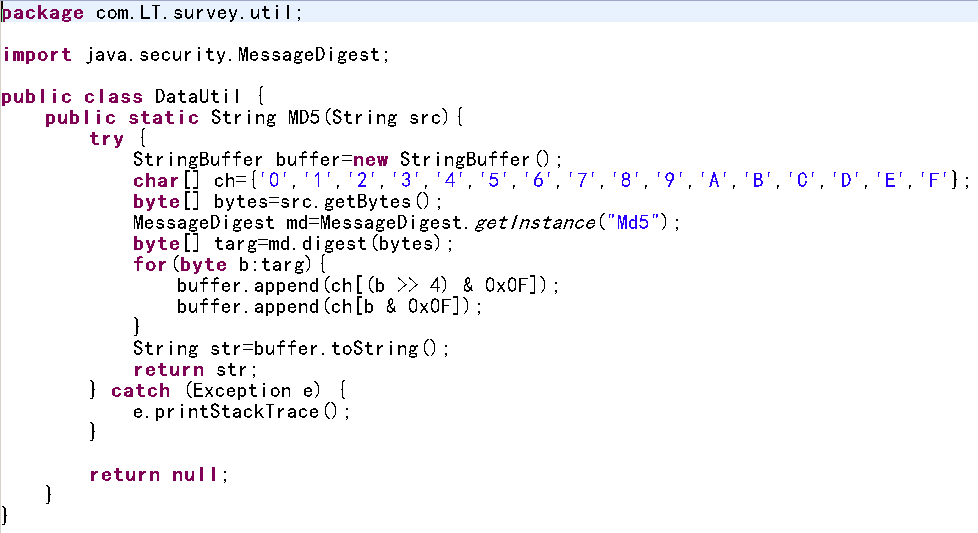 package com.LT.survey.util;
import java.security.MessageDigest;
public class DataUtil {
public static String MD5(String src){
try {
StringBuffer buffer=new StringBuffer();
char[] ch={'0','1','2','3','4','5','6','7','8','9','A','B','C','D','E','F'};
byte[] bytes=src.getBytes();
MessageDigest md=MessageDigest.getInstance("Md5");
byte[] targ=md.digest(bytes);
for(byte b:targ){
buffer.append(ch[(b >> 4) & 0x0F]);
buffer.append(ch[b & 0x0F]);
}
String str=buffer.toString();
return str;
} catch (Exception e) {
e.printStackTrace();
}
return null;
}
}